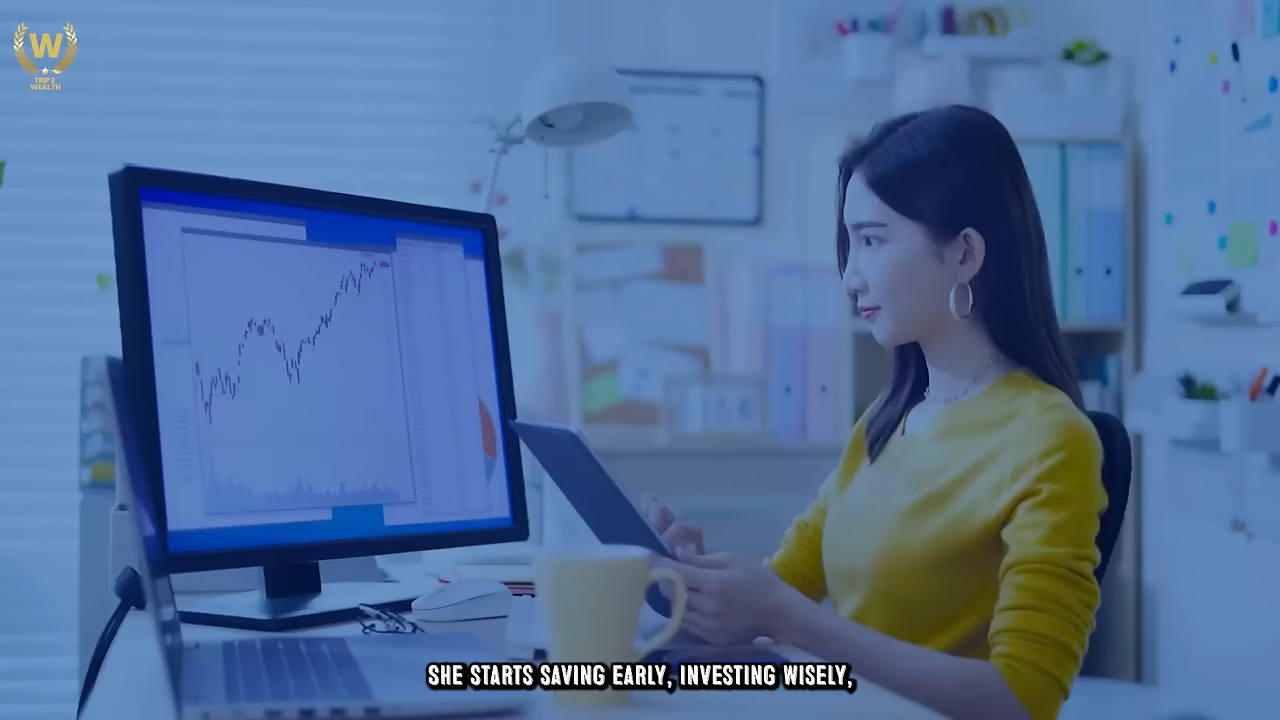 W
TRIP 2
WEALTH
SHE STARTS SAVING EARLY, INVESTING WISELY,